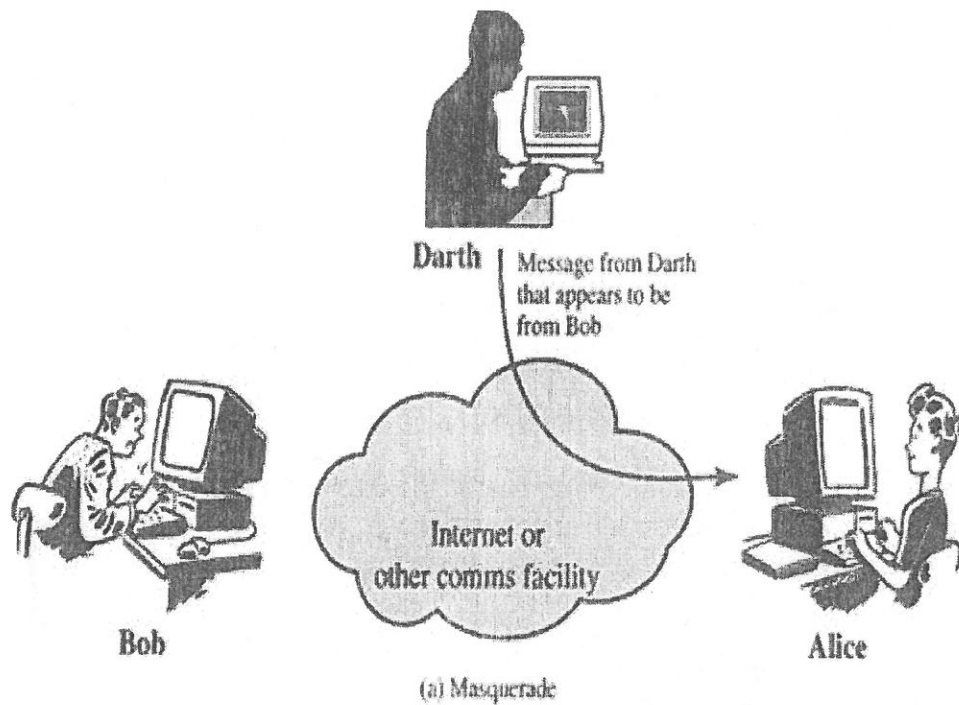 Darth
Message from Darth
that appears to be
from Bob
Internet or
other comms facility
Bob
Alice
(a) Masquerade